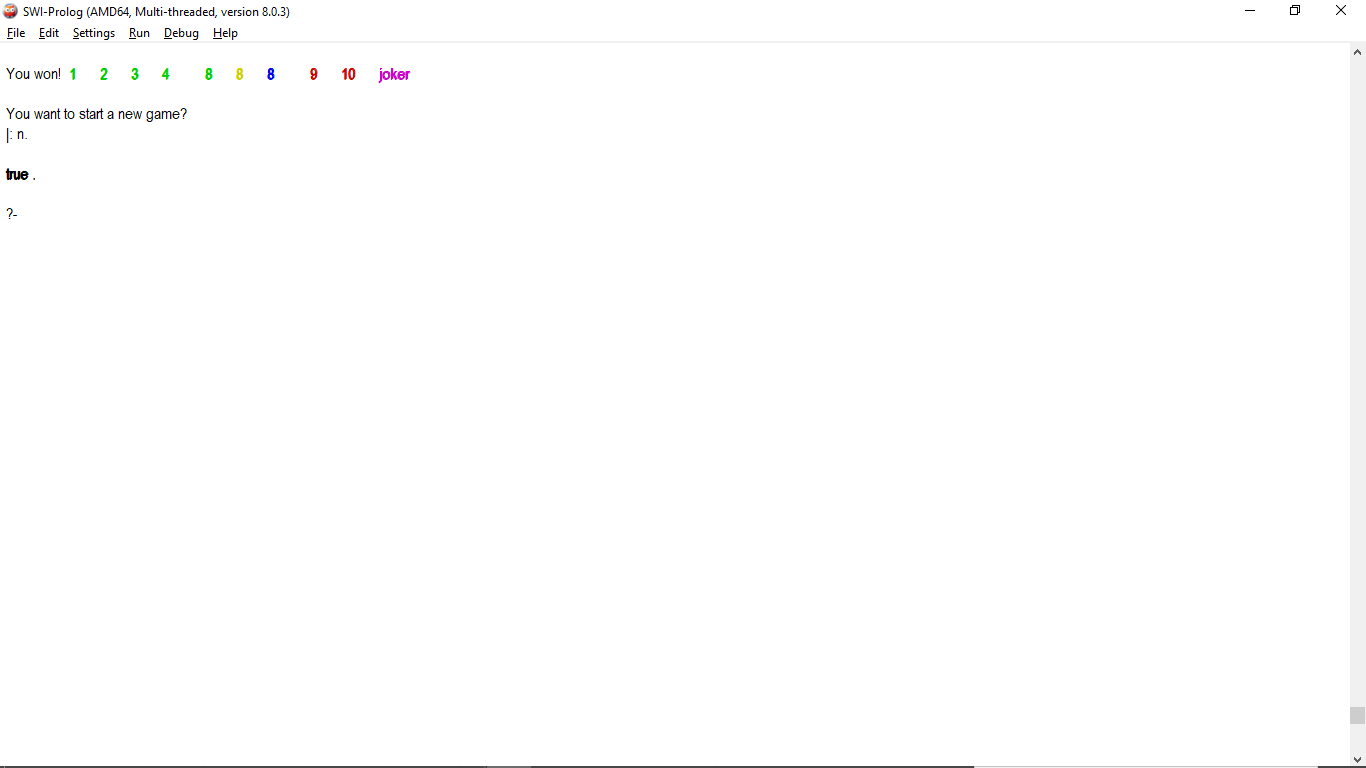 SWI-Prolog (AMD64, Multi-threaded, version 8.0.3)
File Edit Settings Run Debug Help
You won! 1 2 3 4 8 8 8 9 10 joker
You want to start a new game?
|: n.
true .
?-